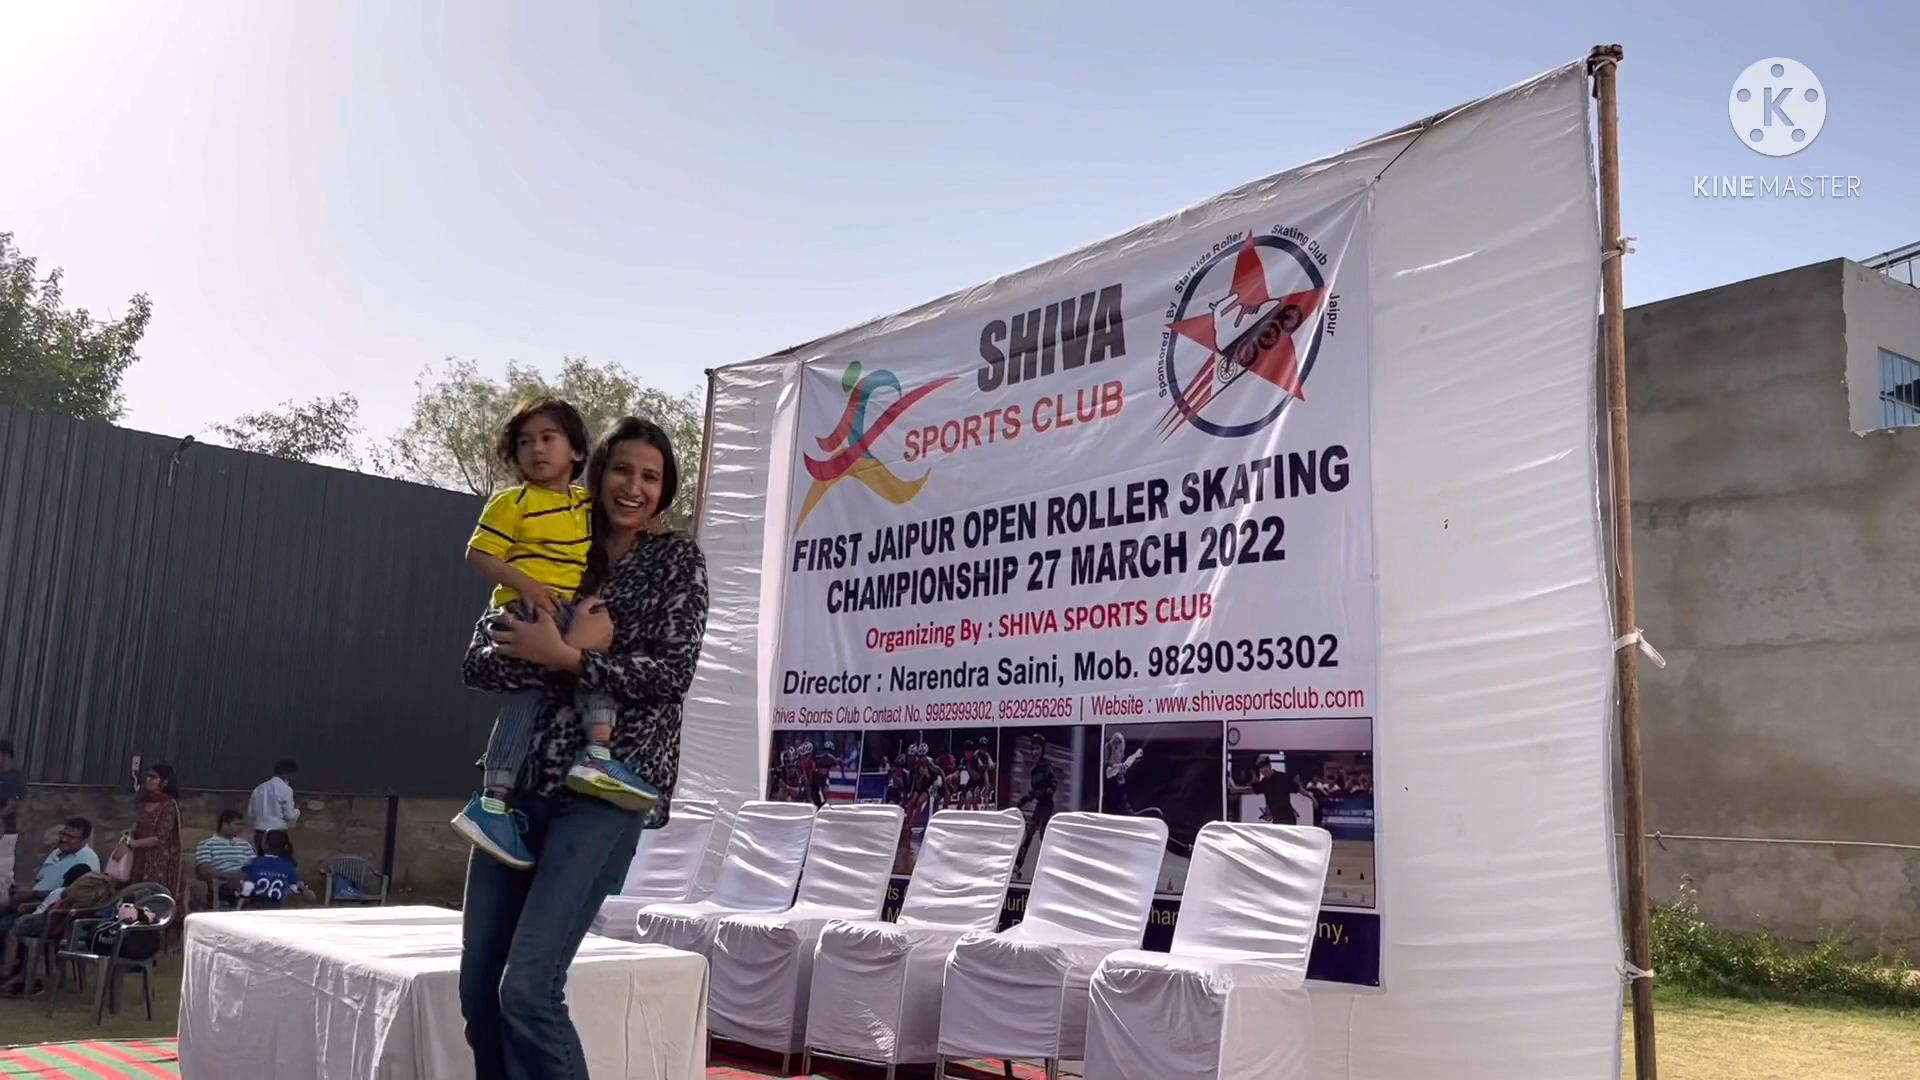 KINEMASTER
Sponsored By Starkids Roller Skating Club Jaipur
SHIVA
SPORTS CLUB
FIRST JAIPUR OPEN ROLLER SKATING
CHAMPIONSHIP 27 MARCH 2022
Organizing By : SHIVA SPORTS CLUB
Director : Narendra Saini, Mob. 9829035302
Shiva Sports Club Contact No. 9982999302, 9529256265 | Website : www.shivasportsclub.com
26